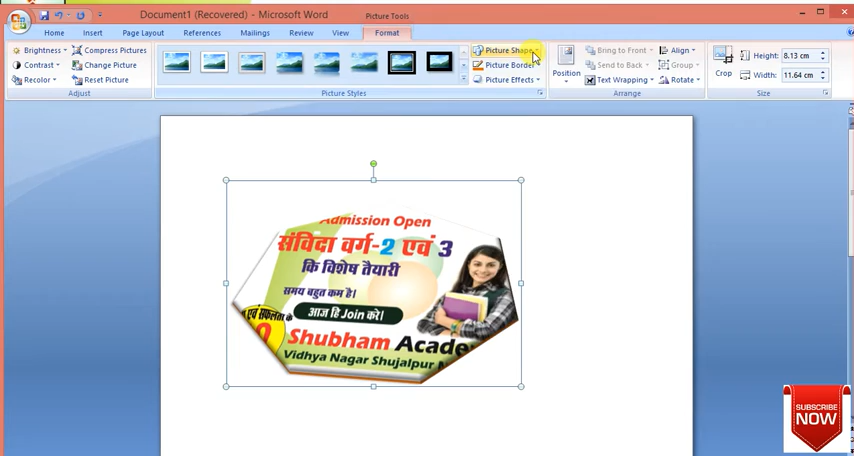 Document1 (Recovered) - Microsoft Word
Picture Tools
Home Insert Page Layout References Mailings Review View Format
Brightness Compress Pictures
Contrast Change Picture
Recolor Reset Picture
Adjust
Picture Styles
Picture Shape
Picture Border
Picture Effects
Position
Bring to Front
Send to Back
Text Wrapping
Align
Group
Rotate
Arrange
Crop
Height: 8.13 cm
Width: 11.64 cm
Size
Admission Open
संविदा वर्ग-2 एवं 3
कि विशेष तैयारी
समय बहुत कम है।
आज हि Join करे।
एवं सफलता के
0
Shubham Acade
Vidhya Nagar Shujalpur
SUBSCRIBE
NOW